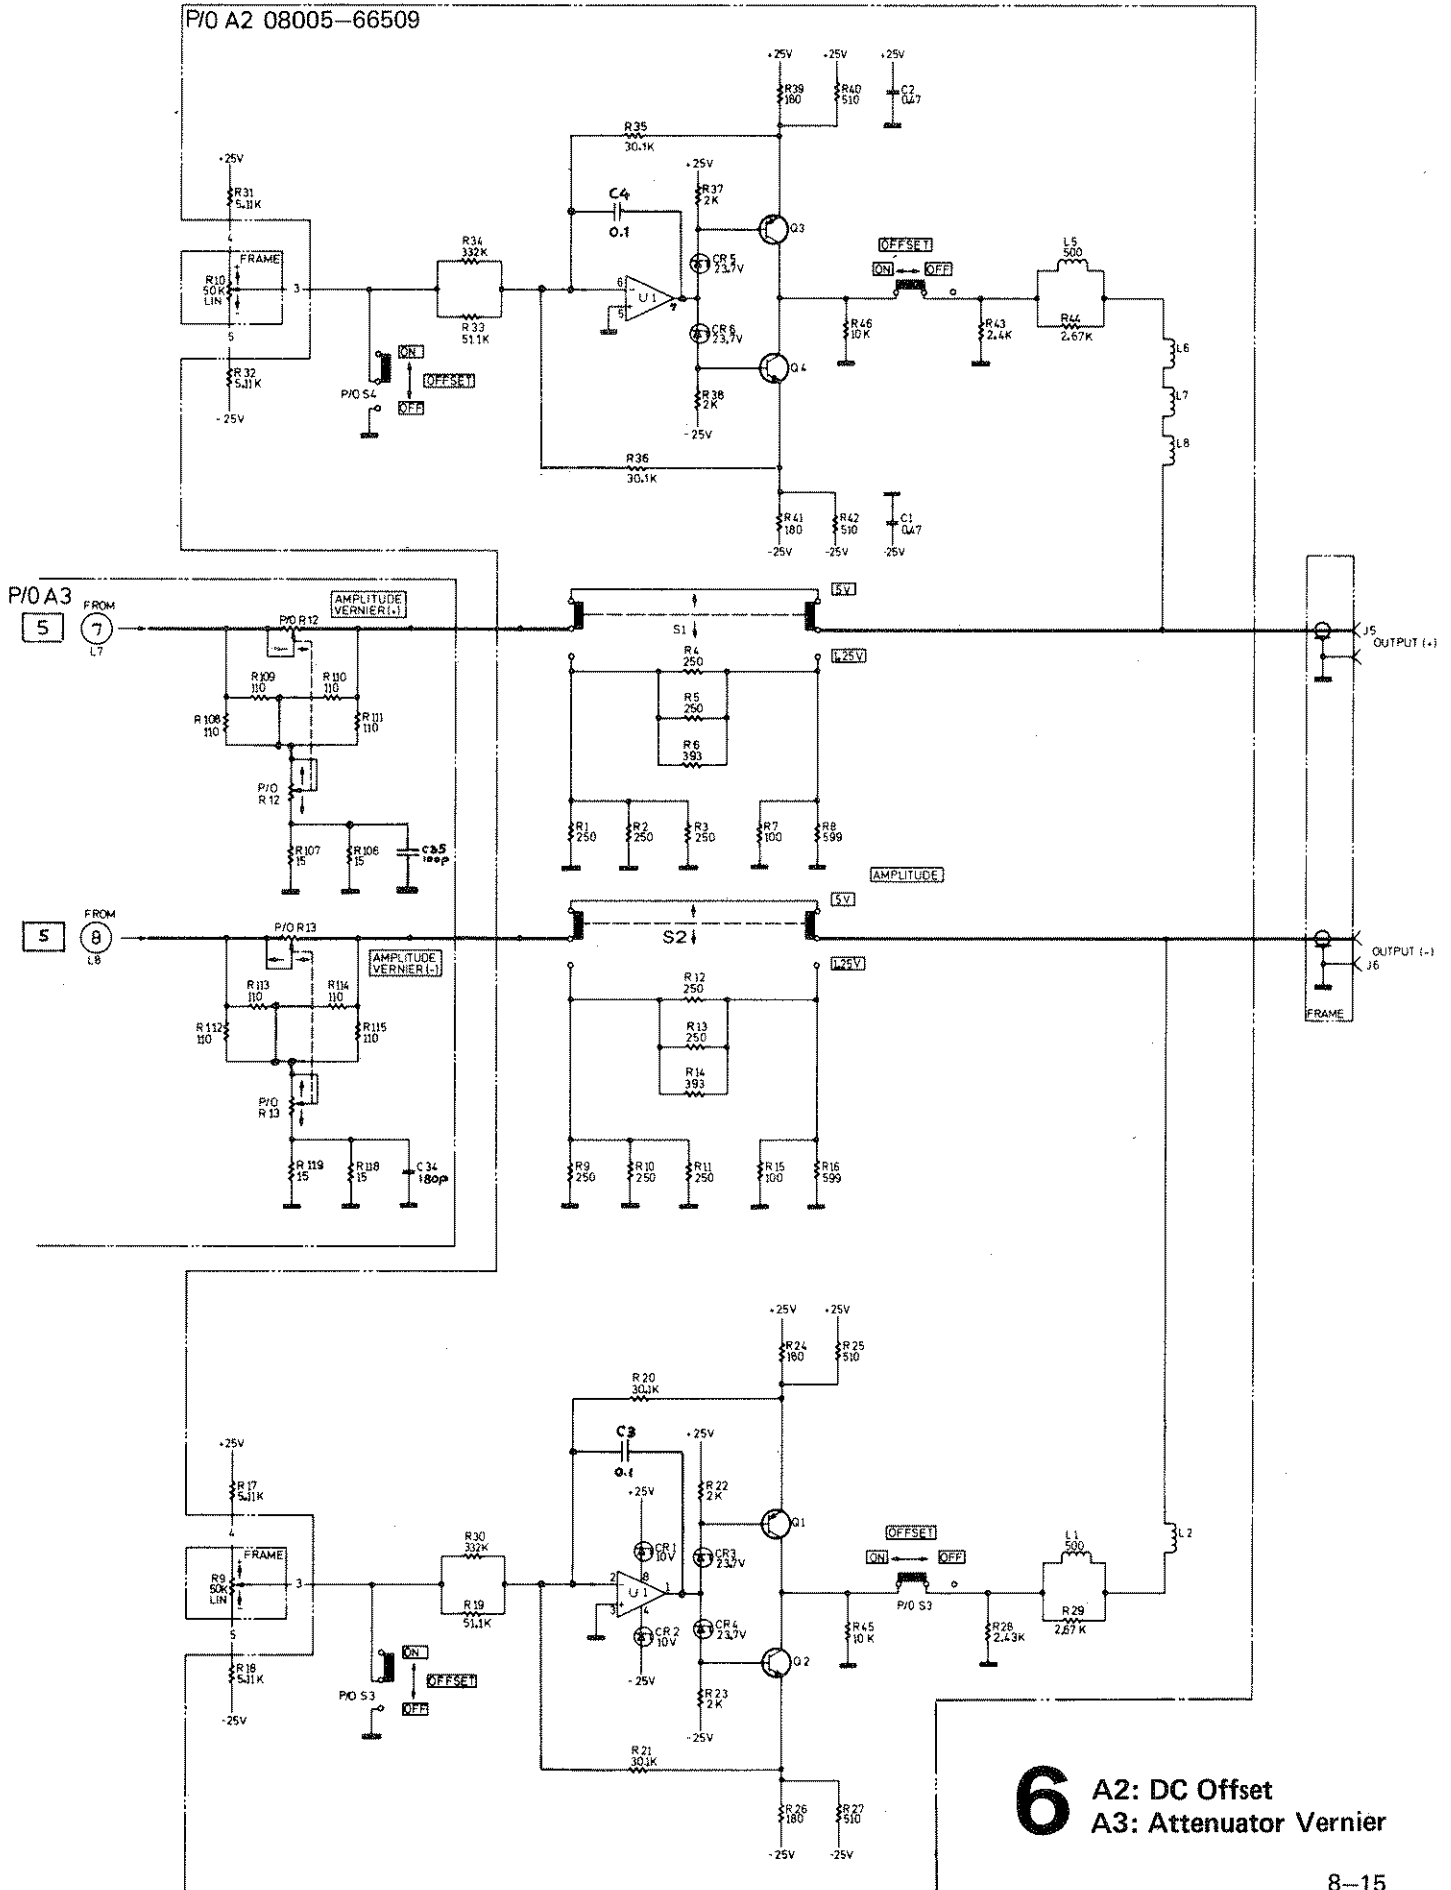 P/O A2 08005-66509
+25V
+25V
+25V
R39
180
R40
510
C2
0.47
R35
30.1K
+25V
R31
5.11K
4
FRAME
R10
50K
LIN
3
5
R32
5.11K
-25V
R34
332K
R33
51.1K
P/O S4
ON
OFFSET
OFF
C4
0.1
+25V
R37
2K
6
5
U1
7
CR5
23.7V
CR6
23.7V
R38
2K
-25V
Q3
Q4
R36
30.1K
R41
180
-25V
R42
510
-25V
C1
0.47
-25V
OFFSET
ON
OFF
R46
10K
R43
2.4K
L5
500
R44
2.67K
L6
L7
L8
P/O A3
5
FROM
7
L7
P/O R12
AMPLITUDE
VERNIER(+)
R109
110
R110
110
R108
110
R111
110
P/O
R12
R107
15
R106
15
C35
S1
5V
1.25V
R4
250
R5
250
R6
393
R1
250
R2
250
R3
250
R7
100
R8
599
AMPLITUDE
J5
OUTPUT (+)
5
FROM
8
L8
P/O R13
AMPLITUDE
VERNIER(-)
R113
110
R114
110
R112
110
R115
110
P/O
R13
R119
15
R118
15
C34
180P
S2
5V
1.25V
R12
250
R13
250
R14
393
R9
250
R10
250
R11
250
R15
100
R16
599
OUTPUT (-)
J6
FRAME
+25V
+25V
R24
180
R25
510
R20
30.1K
+25V
R17
5.11K
4
FRAME
R9
50K
LIN
3
5
R18
5.11K
-25V
R30
332K
R19
51.1K
P/O S3
ON
OFFSET
OFF
C3
0.1
+25V
CR1
10V
2
3
8
U1
1
4
CR2
10V
-25V
+25V
R22
2K
CR3
23.7V
CR4
23.7V
R23
2K
-25V
Q1
Q2
R21
30.1K
R26
180
-25V
R27
510
-25V
OFFSET
ON
OFF
P/O S3
R45
10K
R28
2.43K
L1
500
R29
2.67K
L2
6
A2: DC Offset
A3: Attenuator Vernier
8-15